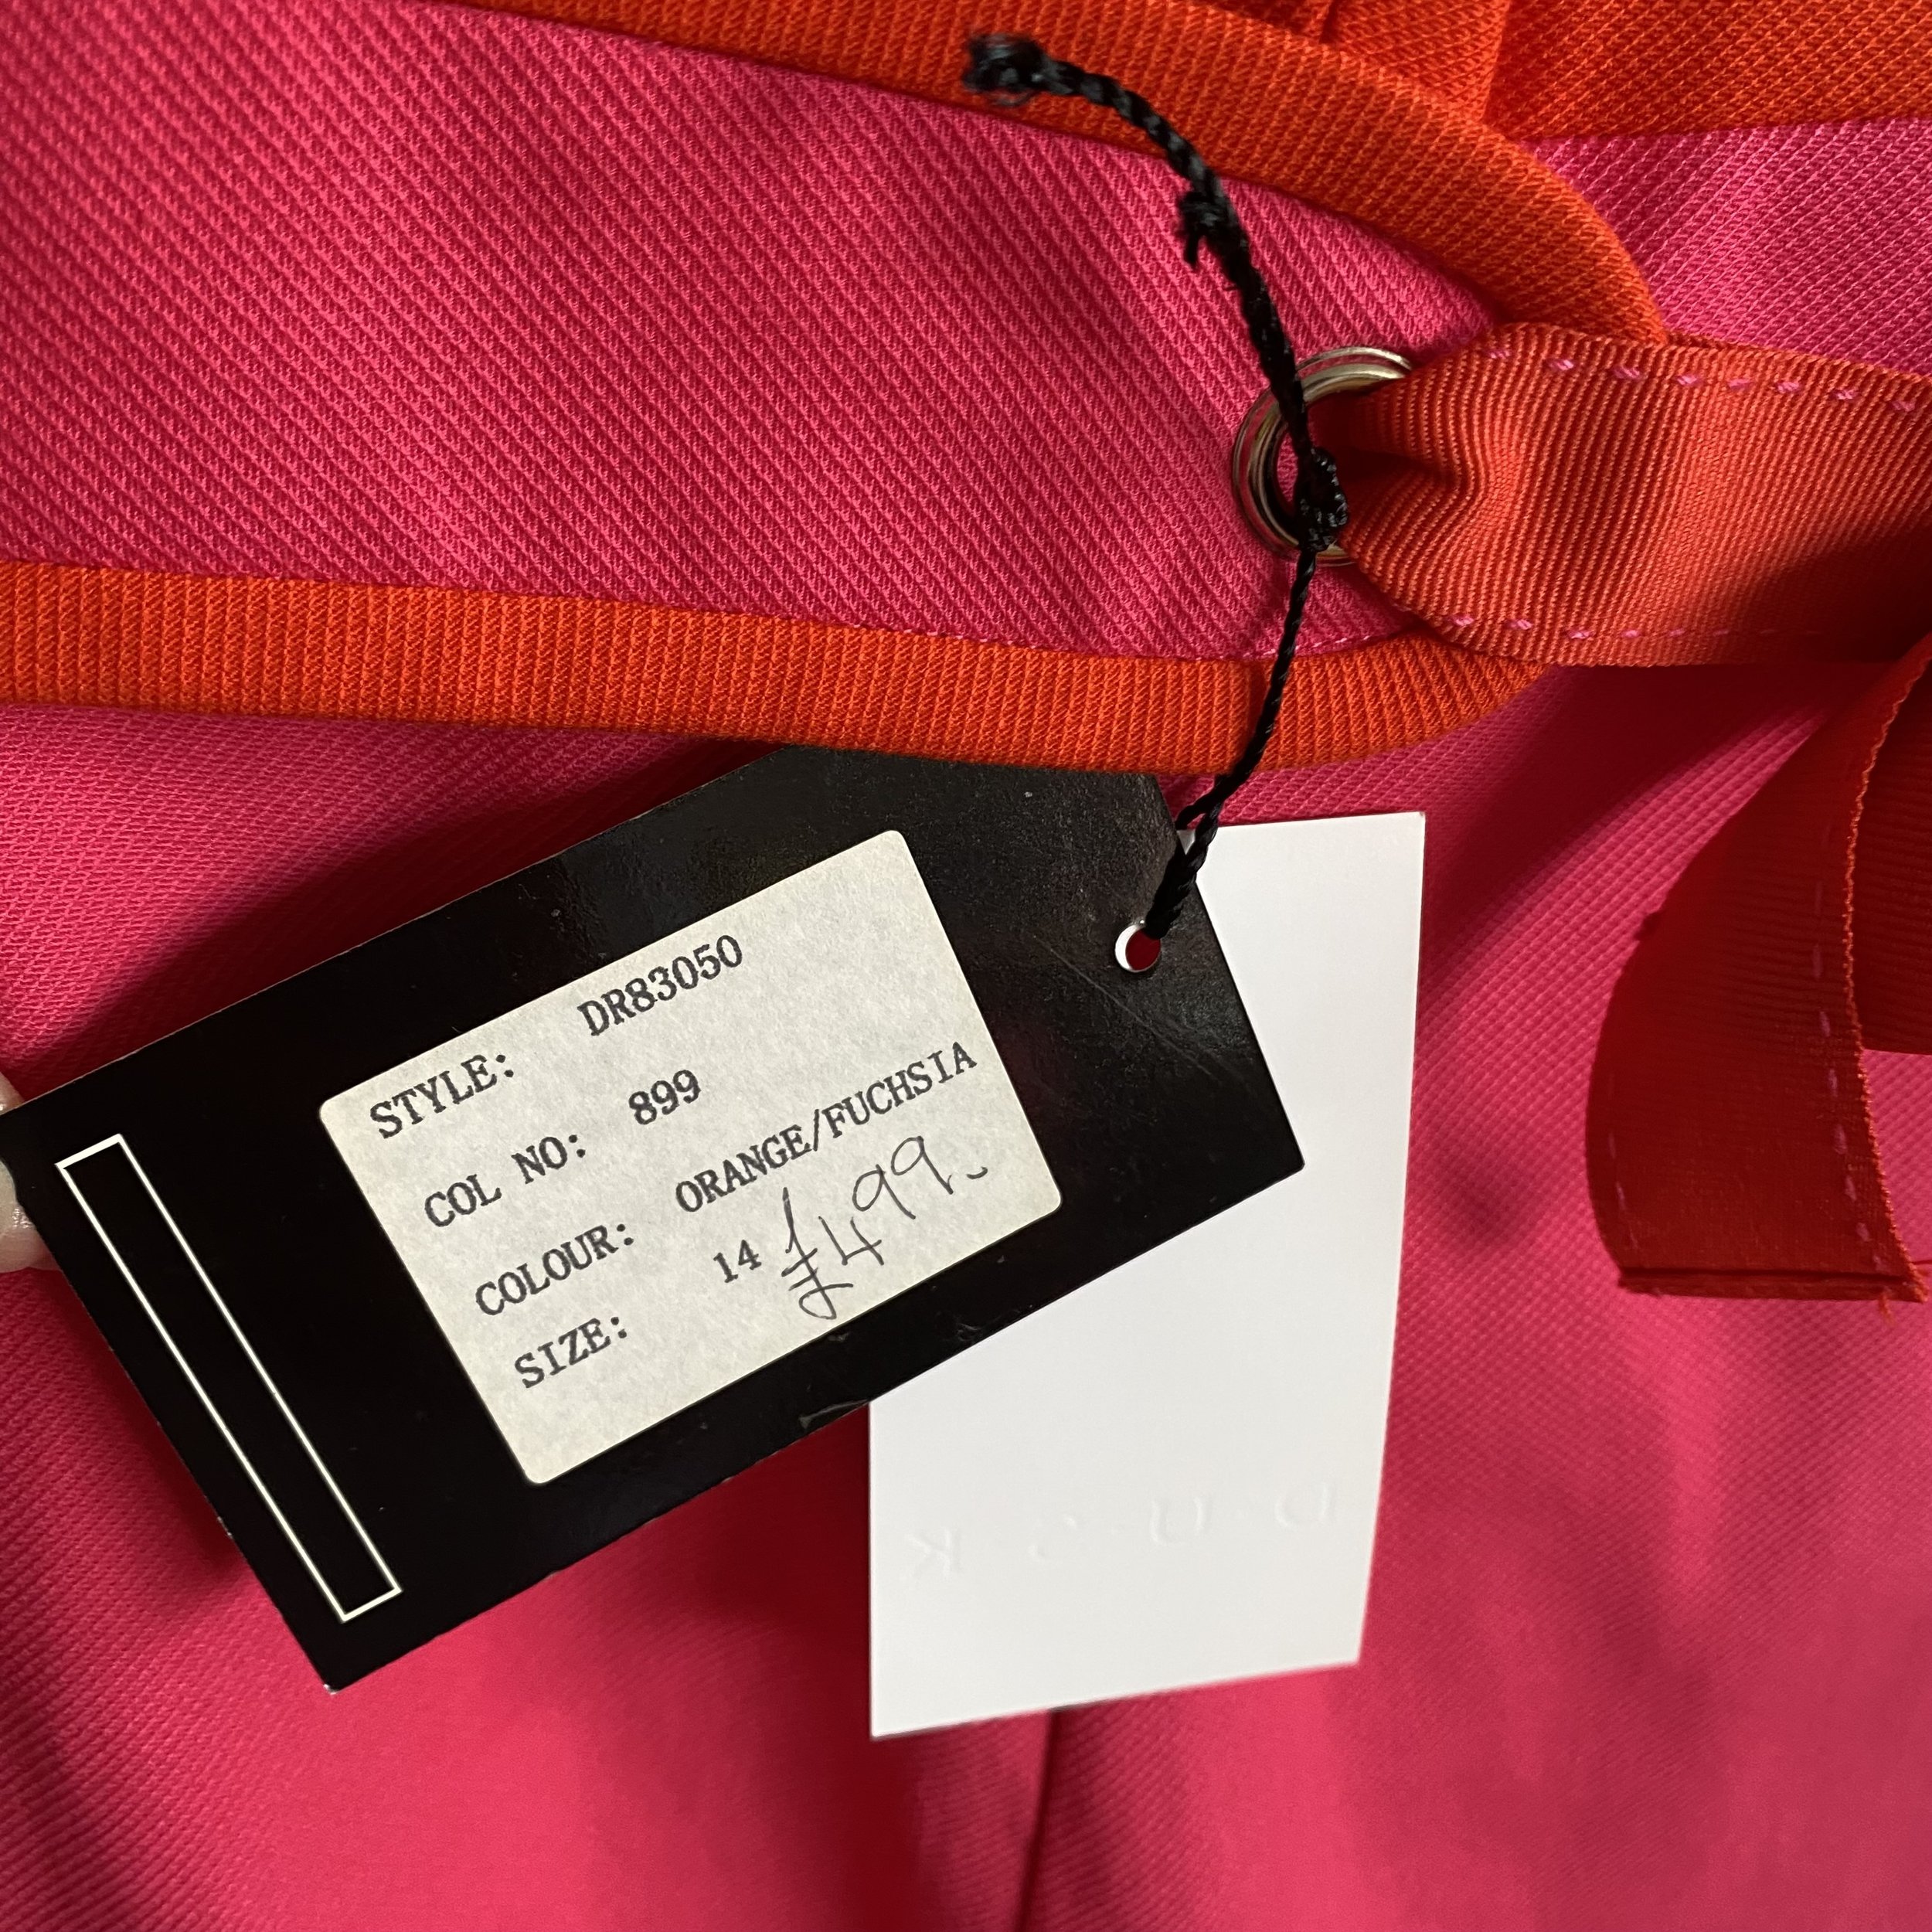 STYLE: DR83050
COL NO: 899
COLOUR: ORANGE/FUCHSIA
SIZE: 14 £499.